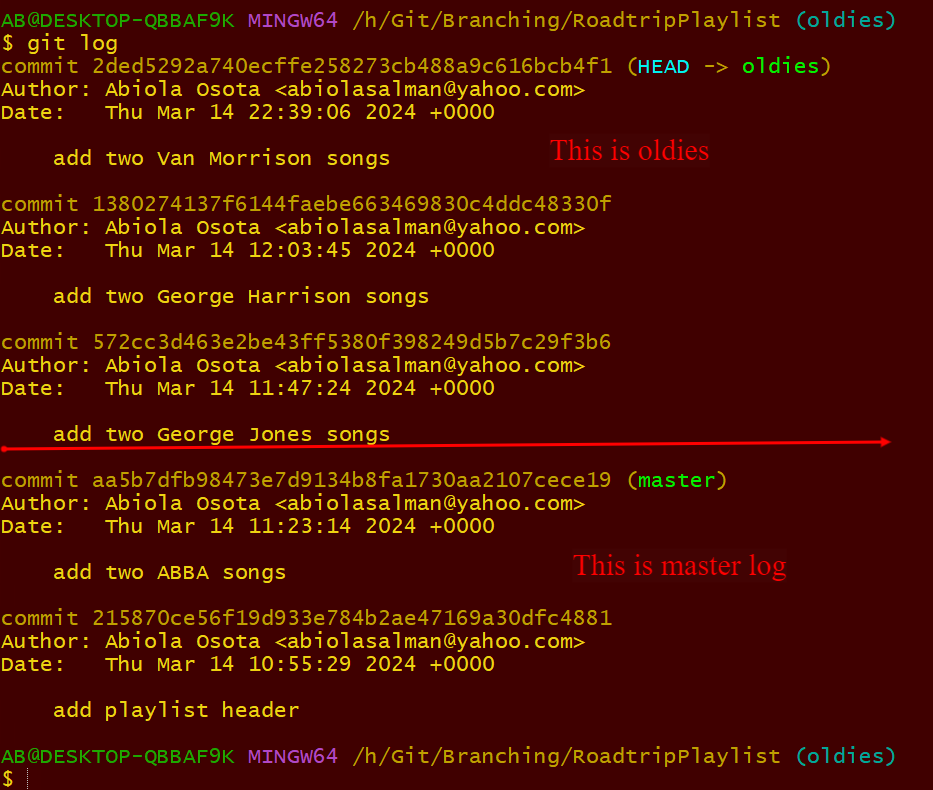 AB@DESKTOP-QBBAF9K MINGW64 /h/Git/Branching/RoadtripPlaylist (oldies)
$ git log
commit 2ded5292a740ecffe258273cb488a9c616bcb4f1 (HEAD -> oldies)
Author: Abiola Osota <abiolasalman@yahoo.com>
Date:   Thu Mar 14 22:39:06 2024 +0000
This is oldies
    add two Van Morrison songs
commit 1380274137f6144faebe663469830c4ddc48330f
Author: Abiola Osota <abiolasalman@yahoo.com>
Date:   Thu Mar 14 12:03:45 2024 +0000
    add two George Harrison songs
commit 572cc3d463e2be43ff5380f398249d5b7c29f3b6
Author: Abiola Osota <abiolasalman@yahoo.com>
Date:   Thu Mar 14 11:47:24 2024 +0000
    add two George Jones songs
commit aa5b7dfb98473e7d9134b8fa1730aa2107cece19 (master)
Author: Abiola Osota <abiolasalman@yahoo.com>
Date:   Thu Mar 14 11:23:14 2024 +0000
This is master log
    add two ABBA songs
commit 215870ce56f19d933e784b2ae47169a30dfc4881
Author: Abiola Osota <abiolasalman@yahoo.com>
Date:   Thu Mar 14 10:55:29 2024 +0000
    add playlist header
AB@DESKTOP-QBBAF9K MINGW64 /h/Git/Branching/RoadtripPlaylist (oldies)
$